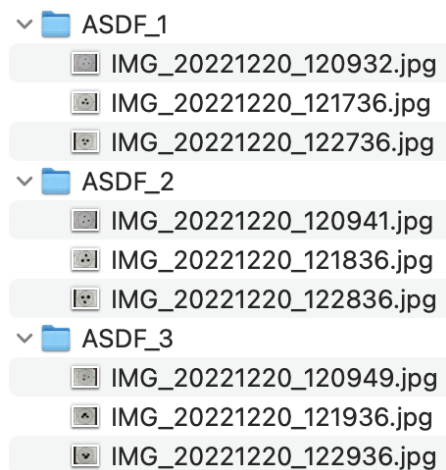 ASDF_1
IMG_20221220_120932.jpg
IMG_20221220_121736.jpg
IMG_20221220_122736.jpg
ASDF_2
IMG_20221220_120941.jpg
IMG_20221220_121836.jpg
IMG_20221220_122836.jpg
ASDF_3
IMG_20221220_120949.jpg
IMG_20221220_121936.jpg
IMG_20221220_122936.jpg